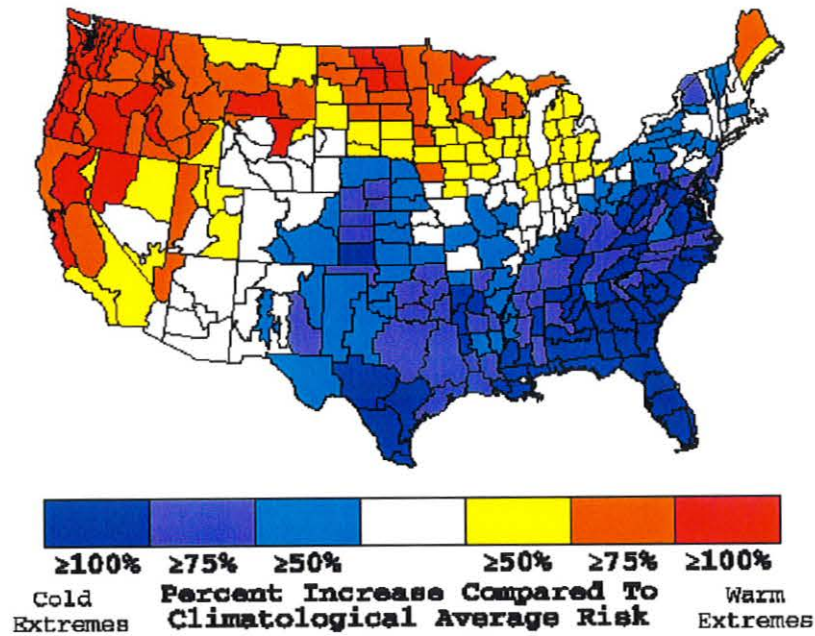 ≥100% ≥75% ≥50% ≥50% ≥75% ≥100%
Cold Extremes
Percent Increase Compared To
Climatological Average Risk
Warm Extremes